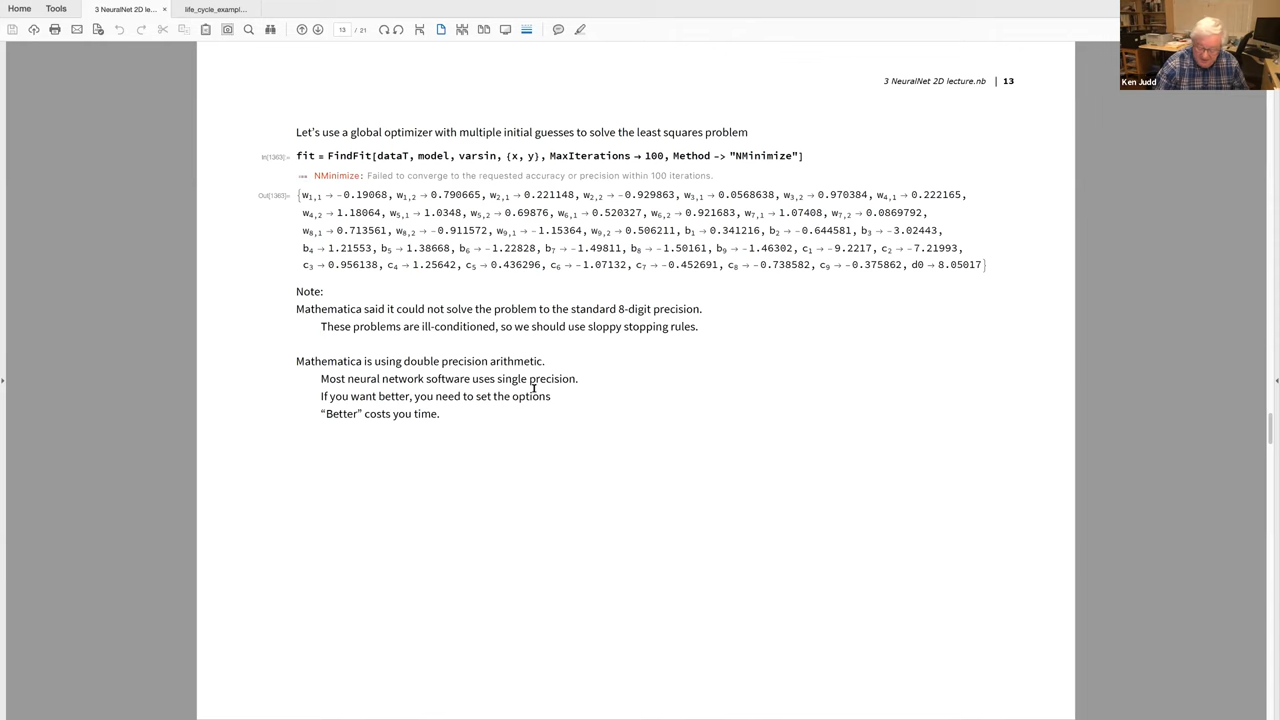 Home Tools 3 NeuralNet 2D le... × life_cycle_exampl...
13 / 21
Ken Judd
3 NeuralNet 2D lecture.nb | 13
Let's use a global optimizer with multiple initial guesses to solve the least squares problem
In[1363]:= fit = FindFit[dataT, model, varsin, {x, y}, MaxIterations → 100, Method -> "NMinimize"]
NMinimize: Failed to converge to the requested accuracy or precision within 100 iterations.
Out[1363]= {w1,1 → -0.19068, w1,2 → 0.790665, w2,1 → 0.221148, w2,2 → -0.929863, w3,1 → 0.0568638, w3,2 → 0.970384, w4,1 → 0.222165,
w4,2 → 1.18064, w5,1 → 1.0348, w5,2 → 0.69876, w6,1 → 0.520327, w6,2 → 0.921683, w7,1 → 1.07408, w7,2 → 0.0869792,
w8,1 → 0.713561, w8,2 → -0.911572, w9,1 → -1.15364, w9,2 → 0.506211, b1 → 0.341216, b2 → -0.644581, b3 → -3.02443,
b4 → 1.21553, b5 → 1.38668, b6 → -1.22828, b7 → -1.49811, b8 → -1.50161, b9 → -1.46302, c1 → -9.2217, c2 → -7.21993,
c3 → 0.956138, c4 → 1.25642, c5 → 0.436296, c6 → -1.07132, c7 → -0.452691, c8 → -0.738582, c9 → -0.375862, d0 → 8.05017}
Note:
Mathematica said it could not solve the problem to the standard 8-digit precision.
These problems are ill-conditioned, so we should use sloppy stopping rules.
Mathematica is using double precision arithmetic.
Most neural network software uses single precision.
If you want better, you need to set the options
“Better” costs you time.